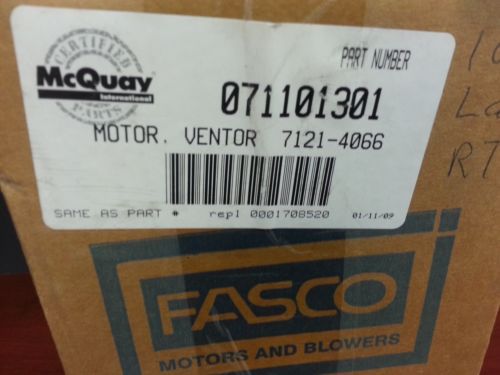 CERTIFIED
McQuay
International
PARTS
PART NUMBER
071101301
MOTOR, VENTOR 7121-4066
SAME AS PART # repl 0001708520 01/11/09
FASCO
MOTORS AND BLOWERS